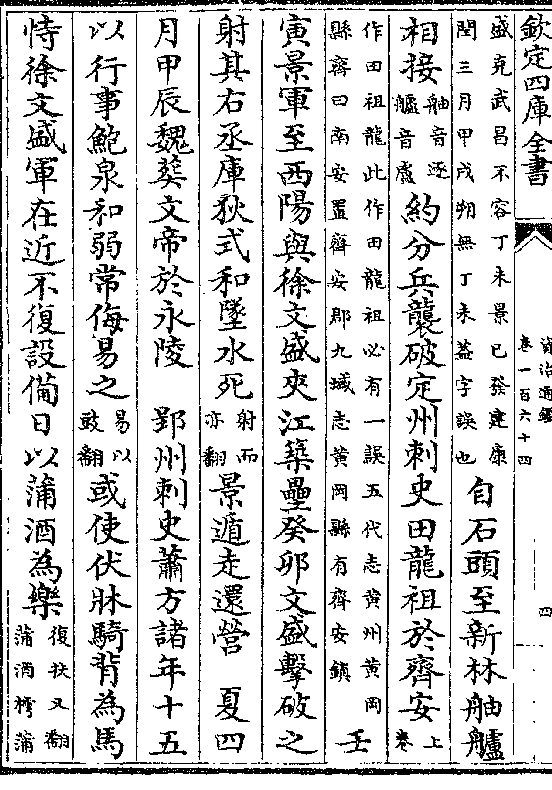 欽定四庫全書
資治通鑑
卷一百六十四
四
盛克武昌不容丁未景已發建康
閏三月甲戌朔無丁未蓋字誤也
自石頭至新林舳艫
相接
舳音逐
艫音盧
約分兵襲破定州刺史田龍祖於齊安
上
卷
作田祖龍此作田龍祖必有一誤五代志黄州黄岡
縣齊曰南安置齊安郡九域志黄岡縣有齊安鎮
壬
寅景軍至西陽與徐文盛夾江築壘癸卯文盛擊破之
射其右丞庫狄式和墜水死
射而
亦翻
景遁走還營　夏四
月甲辰魏葬文帝於永陵　郢州刺史蕭方諸年十五
以行事鮑泉和弱常侮易之
易以
豉翻
或使伏牀騎背為馬
恃徐文盛軍在近不復設備日以蒲酒為樂
復扶又翻
蒲酒樗蒲